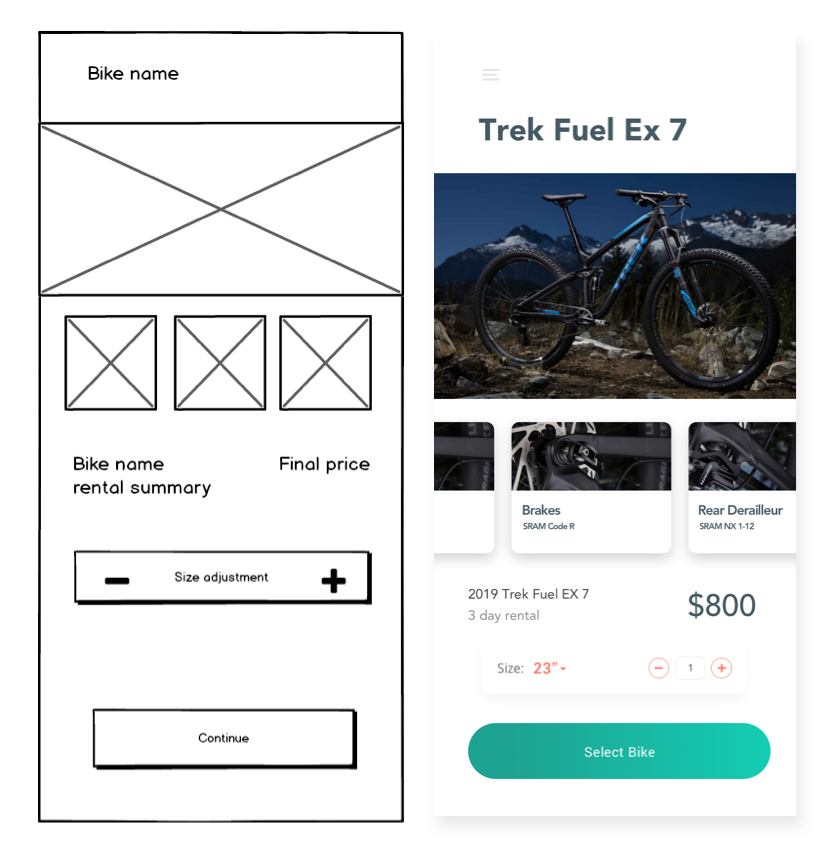 Bike name
Bike name
rental summary
Final price
− Size adjustment +
Continue
Trek Fuel Ex 7
TREK
Brakes
SRAM Code R
Rear Derailleur
SRAM NX 1-12
2019 Trek Fuel EX 7
3 day rental
$800
Size: 23"
1
Select Bike